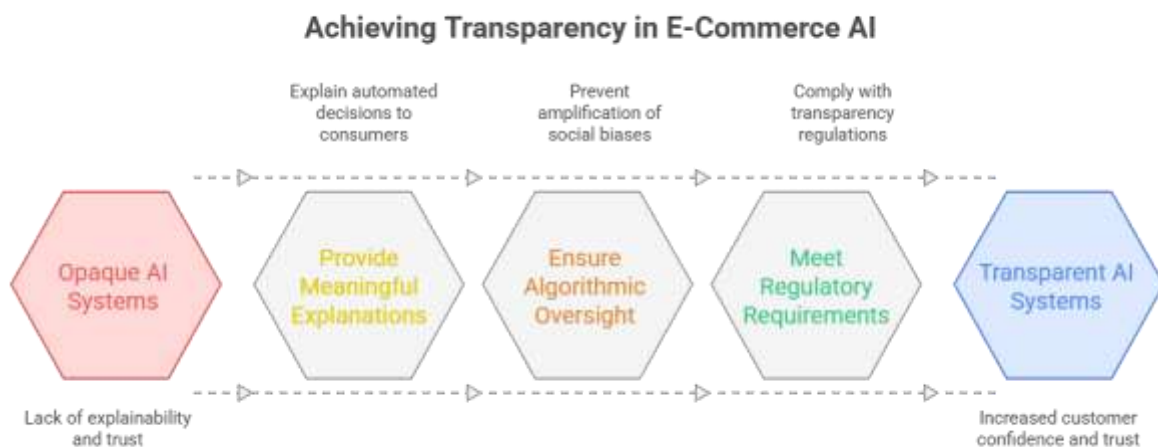 Achieving Transparency in E-Commerce AI
Explain automated
decisions to
consumers
Prevent
amplification of
social biases
Comply with
transparency
regulations
Opaque AI
Systems
Provide
Meaningful
Explanations
Ensure
Algorithmic
Oversight
Meet
Regulatory
Requirements
Transparent AI
Systems
Lack of explainability
and trust
Increased customer
confidence and trust